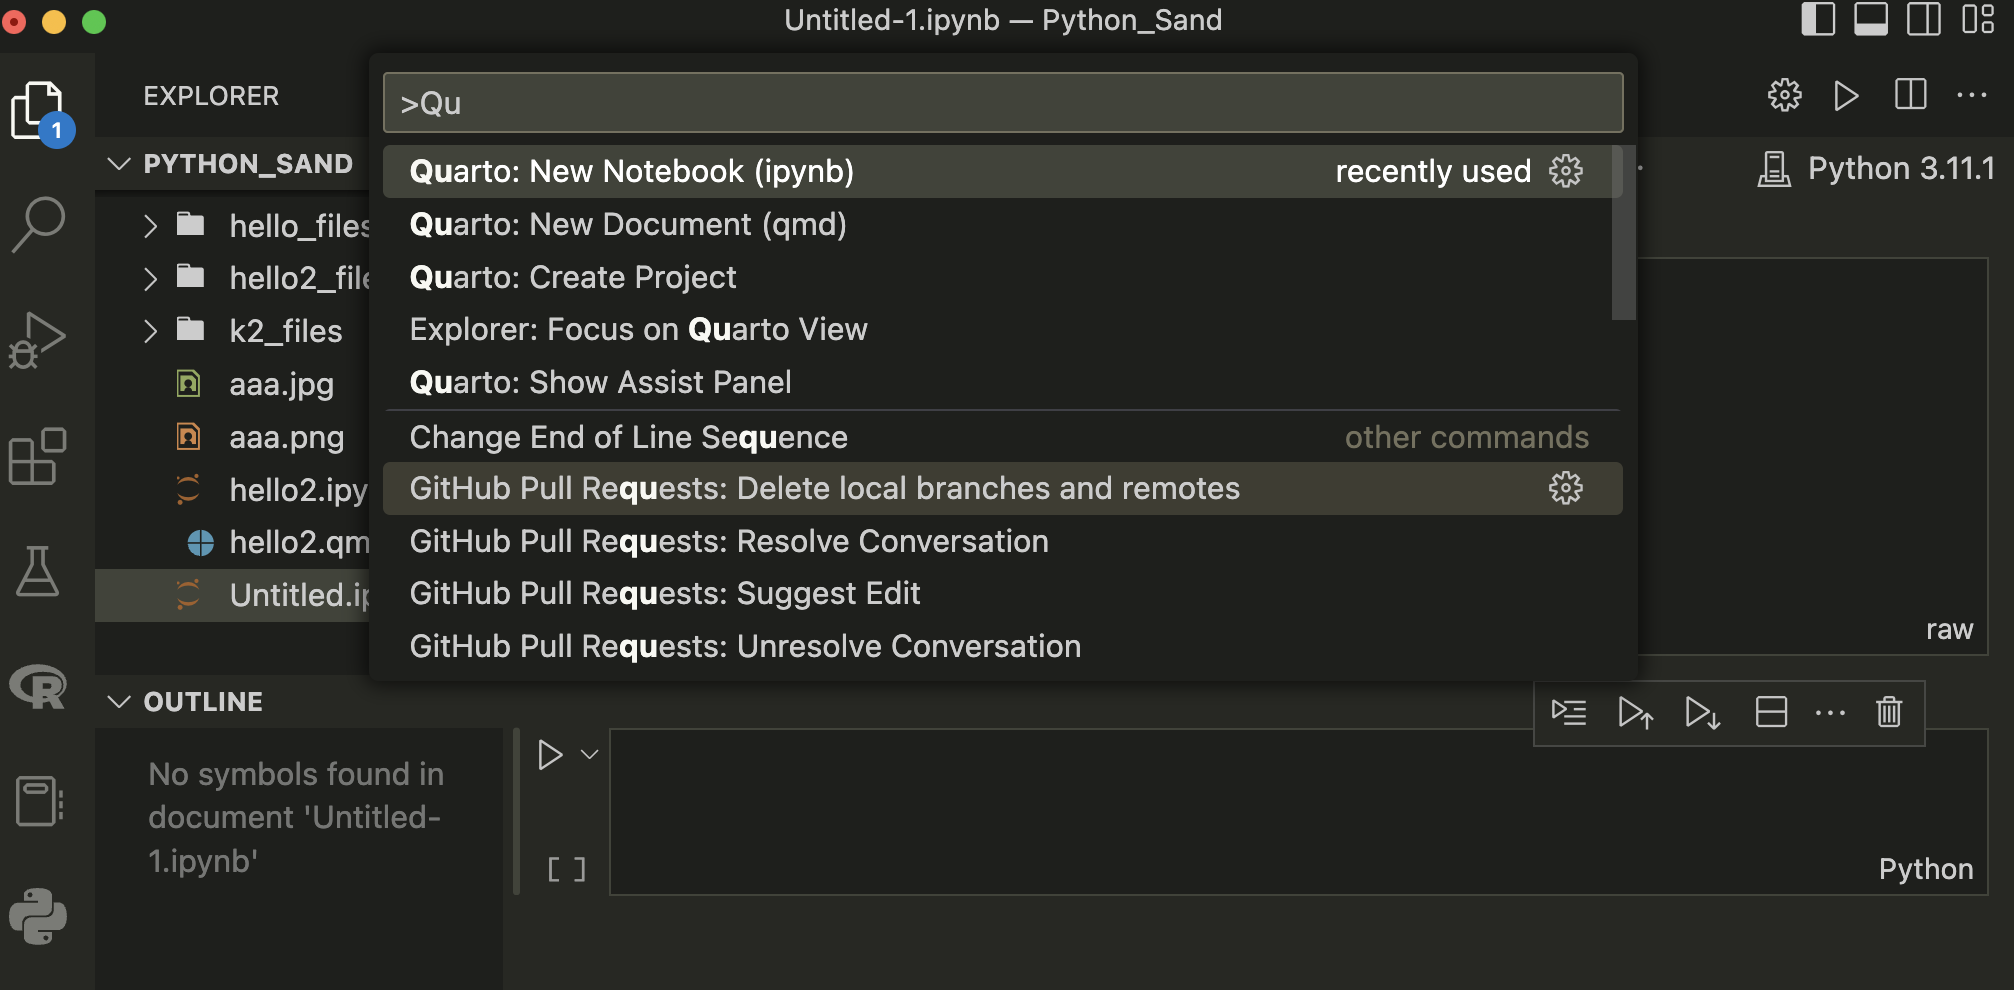 Untitled-1.ipynb — Python_Sand
EXPLORER
>Qu
1
PYTHON_SAND
Quarto: New Notebook (ipynb) recently used
Python 3.11.1
Quarto: New Document (qmd)
hello_files
Quarto: Create Project
hello2_file
Explorer: Focus on Quarto View
k2_files
Quarto: Show Assist Panel
aaa.jpg
Change End of Line Sequence other commands
aaa.png
GitHub Pull Requests: Delete local branches and remotes
hello2.ipy
GitHub Pull Requests: Resolve Conversation
hello2.qm
GitHub Pull Requests: Suggest Edit
Untitled.ip
GitHub Pull Requests: Unresolve Conversation
raw
OUTLINE
No symbols found in
document 'Untitled-
1.ipynb'
[ ]
Python